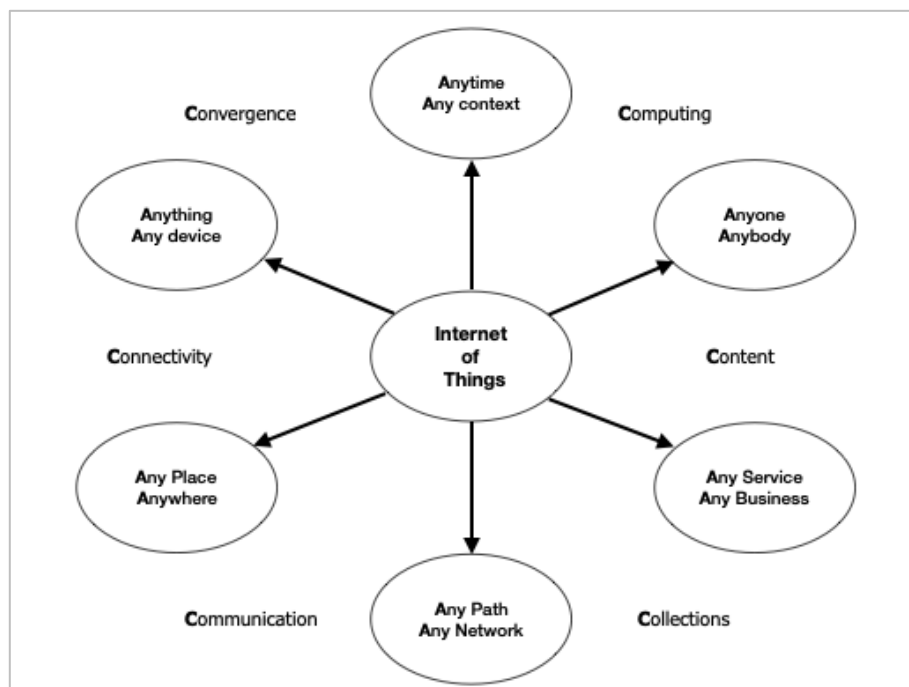 Anytime
Any context
Convergence
Computing
Anything
Any device
Anyone
Anybody
Internet
of
Things
Connectivity
Content
Any Place
Anywhere
Any Service
Any Business
Communication
Any Path
Any Network
Collections